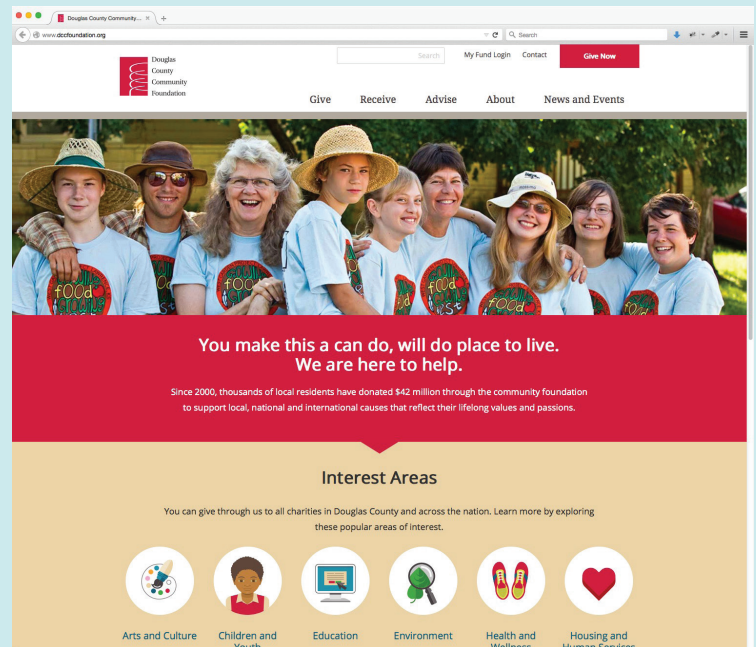 Douglas County Community...
www.dccfoundation.org
Search
Douglas
County
Community
Foundation
Search
My Fund Login
Contact
Give Now
Give
Receive
Advise
About
News and Events
food
food
food
food
You make this a can do, will do place to live.
We are here to help.
Since 2000, thousands of local residents have donated $42 million through the community foundation
to support local, national and international causes that reflect their lifelong values and passions.
Interest Areas
You can give through us to all charities in Douglas County and across the nation. Learn more by exploring
these popular areas of interest.
Arts and Culture
Children and
Youth
Education
Environment
Health and
Wellness
Housing and
Human Services